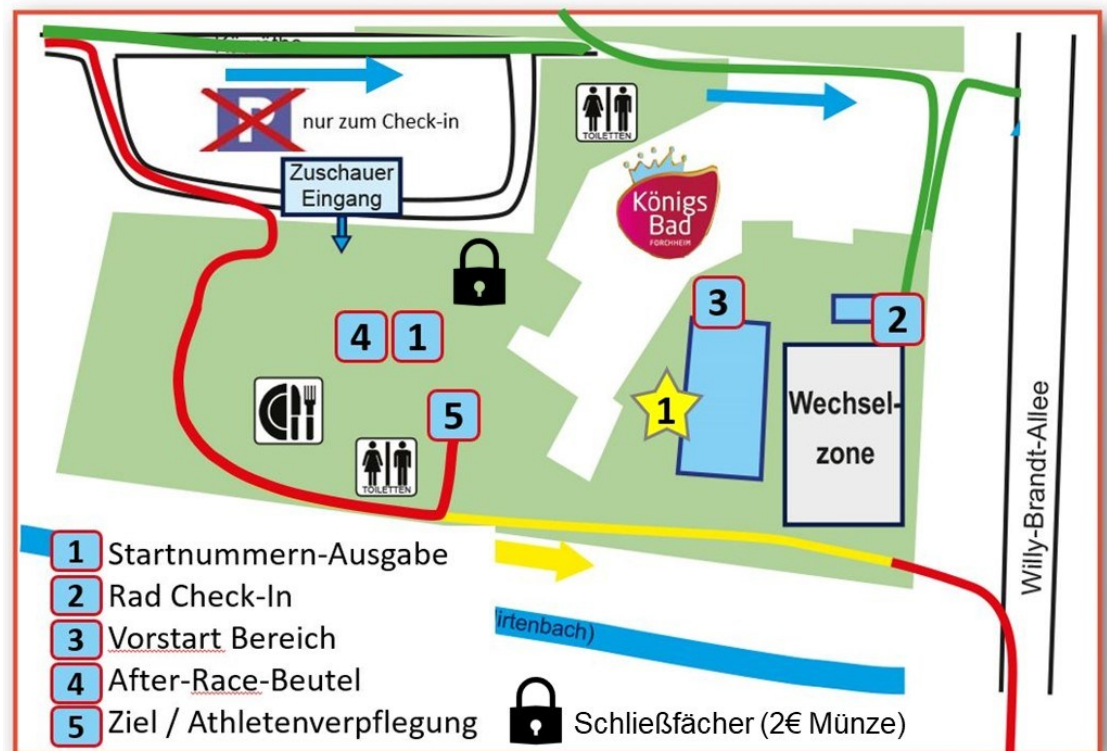 P
nur zum Check-in
TOILETTEN
Zuschauer
Eingang
Königs
Bad
FORCHHEIM
3
2
4
1
1
5
Wechsel-
zone
TOILETTEN
Willy-Brandt-Allee
1 Startnummern-Ausgabe
2 Rad Check-In
3 Vorstart Bereich
4 After-Race-Beutel
5 Ziel / Athletenverpflegung
Schließfächer (2€ Münze)